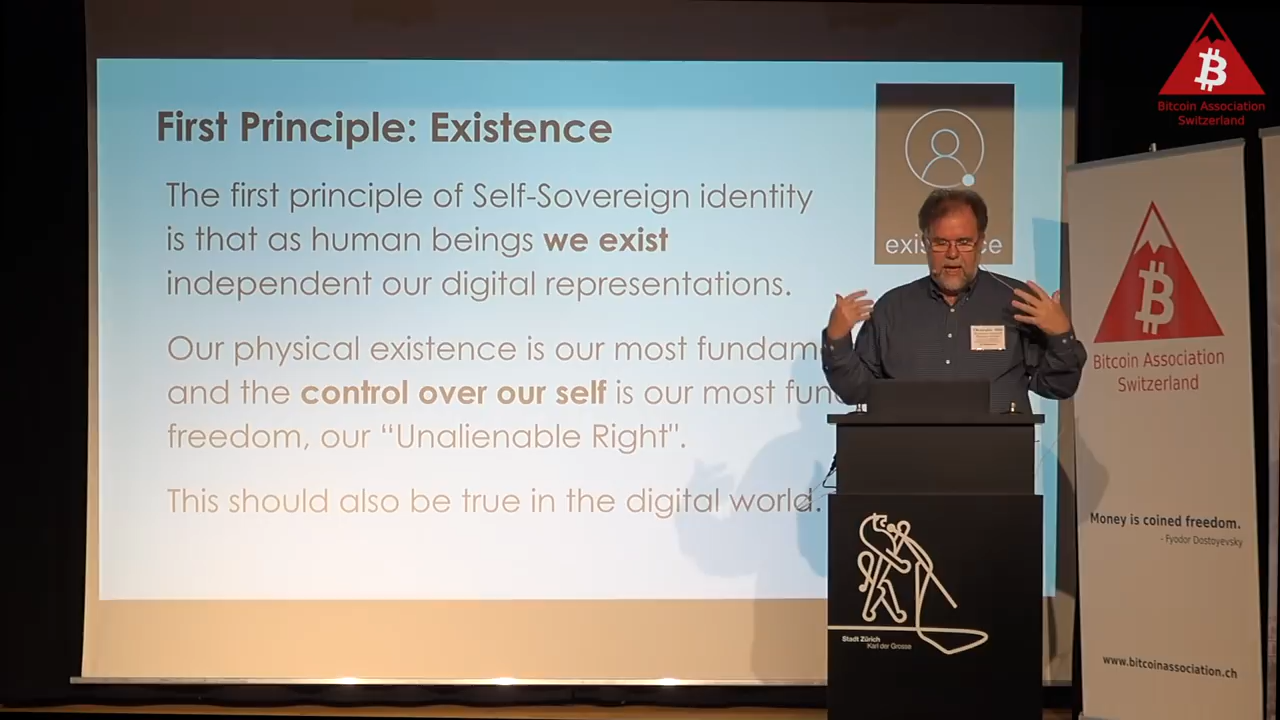 First Principle: Existence
The first principle of Self-Sovereign identity
is that as human beings we exist
independent our digital representations.
Our physical existence is our most
and the control over our self is our most
freedom, our “Unalienable Right".
This should also be true in the digital world.
Stadt Zürich
Karl der Grosse
Bitcoin Association
Switzerland
Bitcoin Association
Switzerland
Money is coined freedom.
- Fyodor Dostoyevsky
www.bitcoinassociation.ch